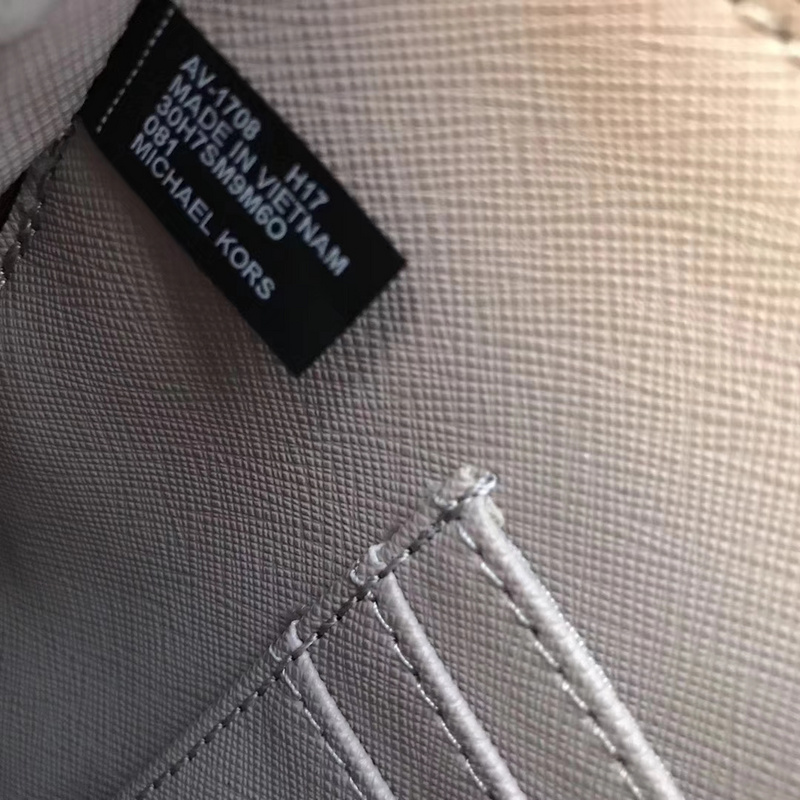 AV-1708 H17
MADE IN VIETNAM
30H7SM9M6O
081
MICHAEL KORS